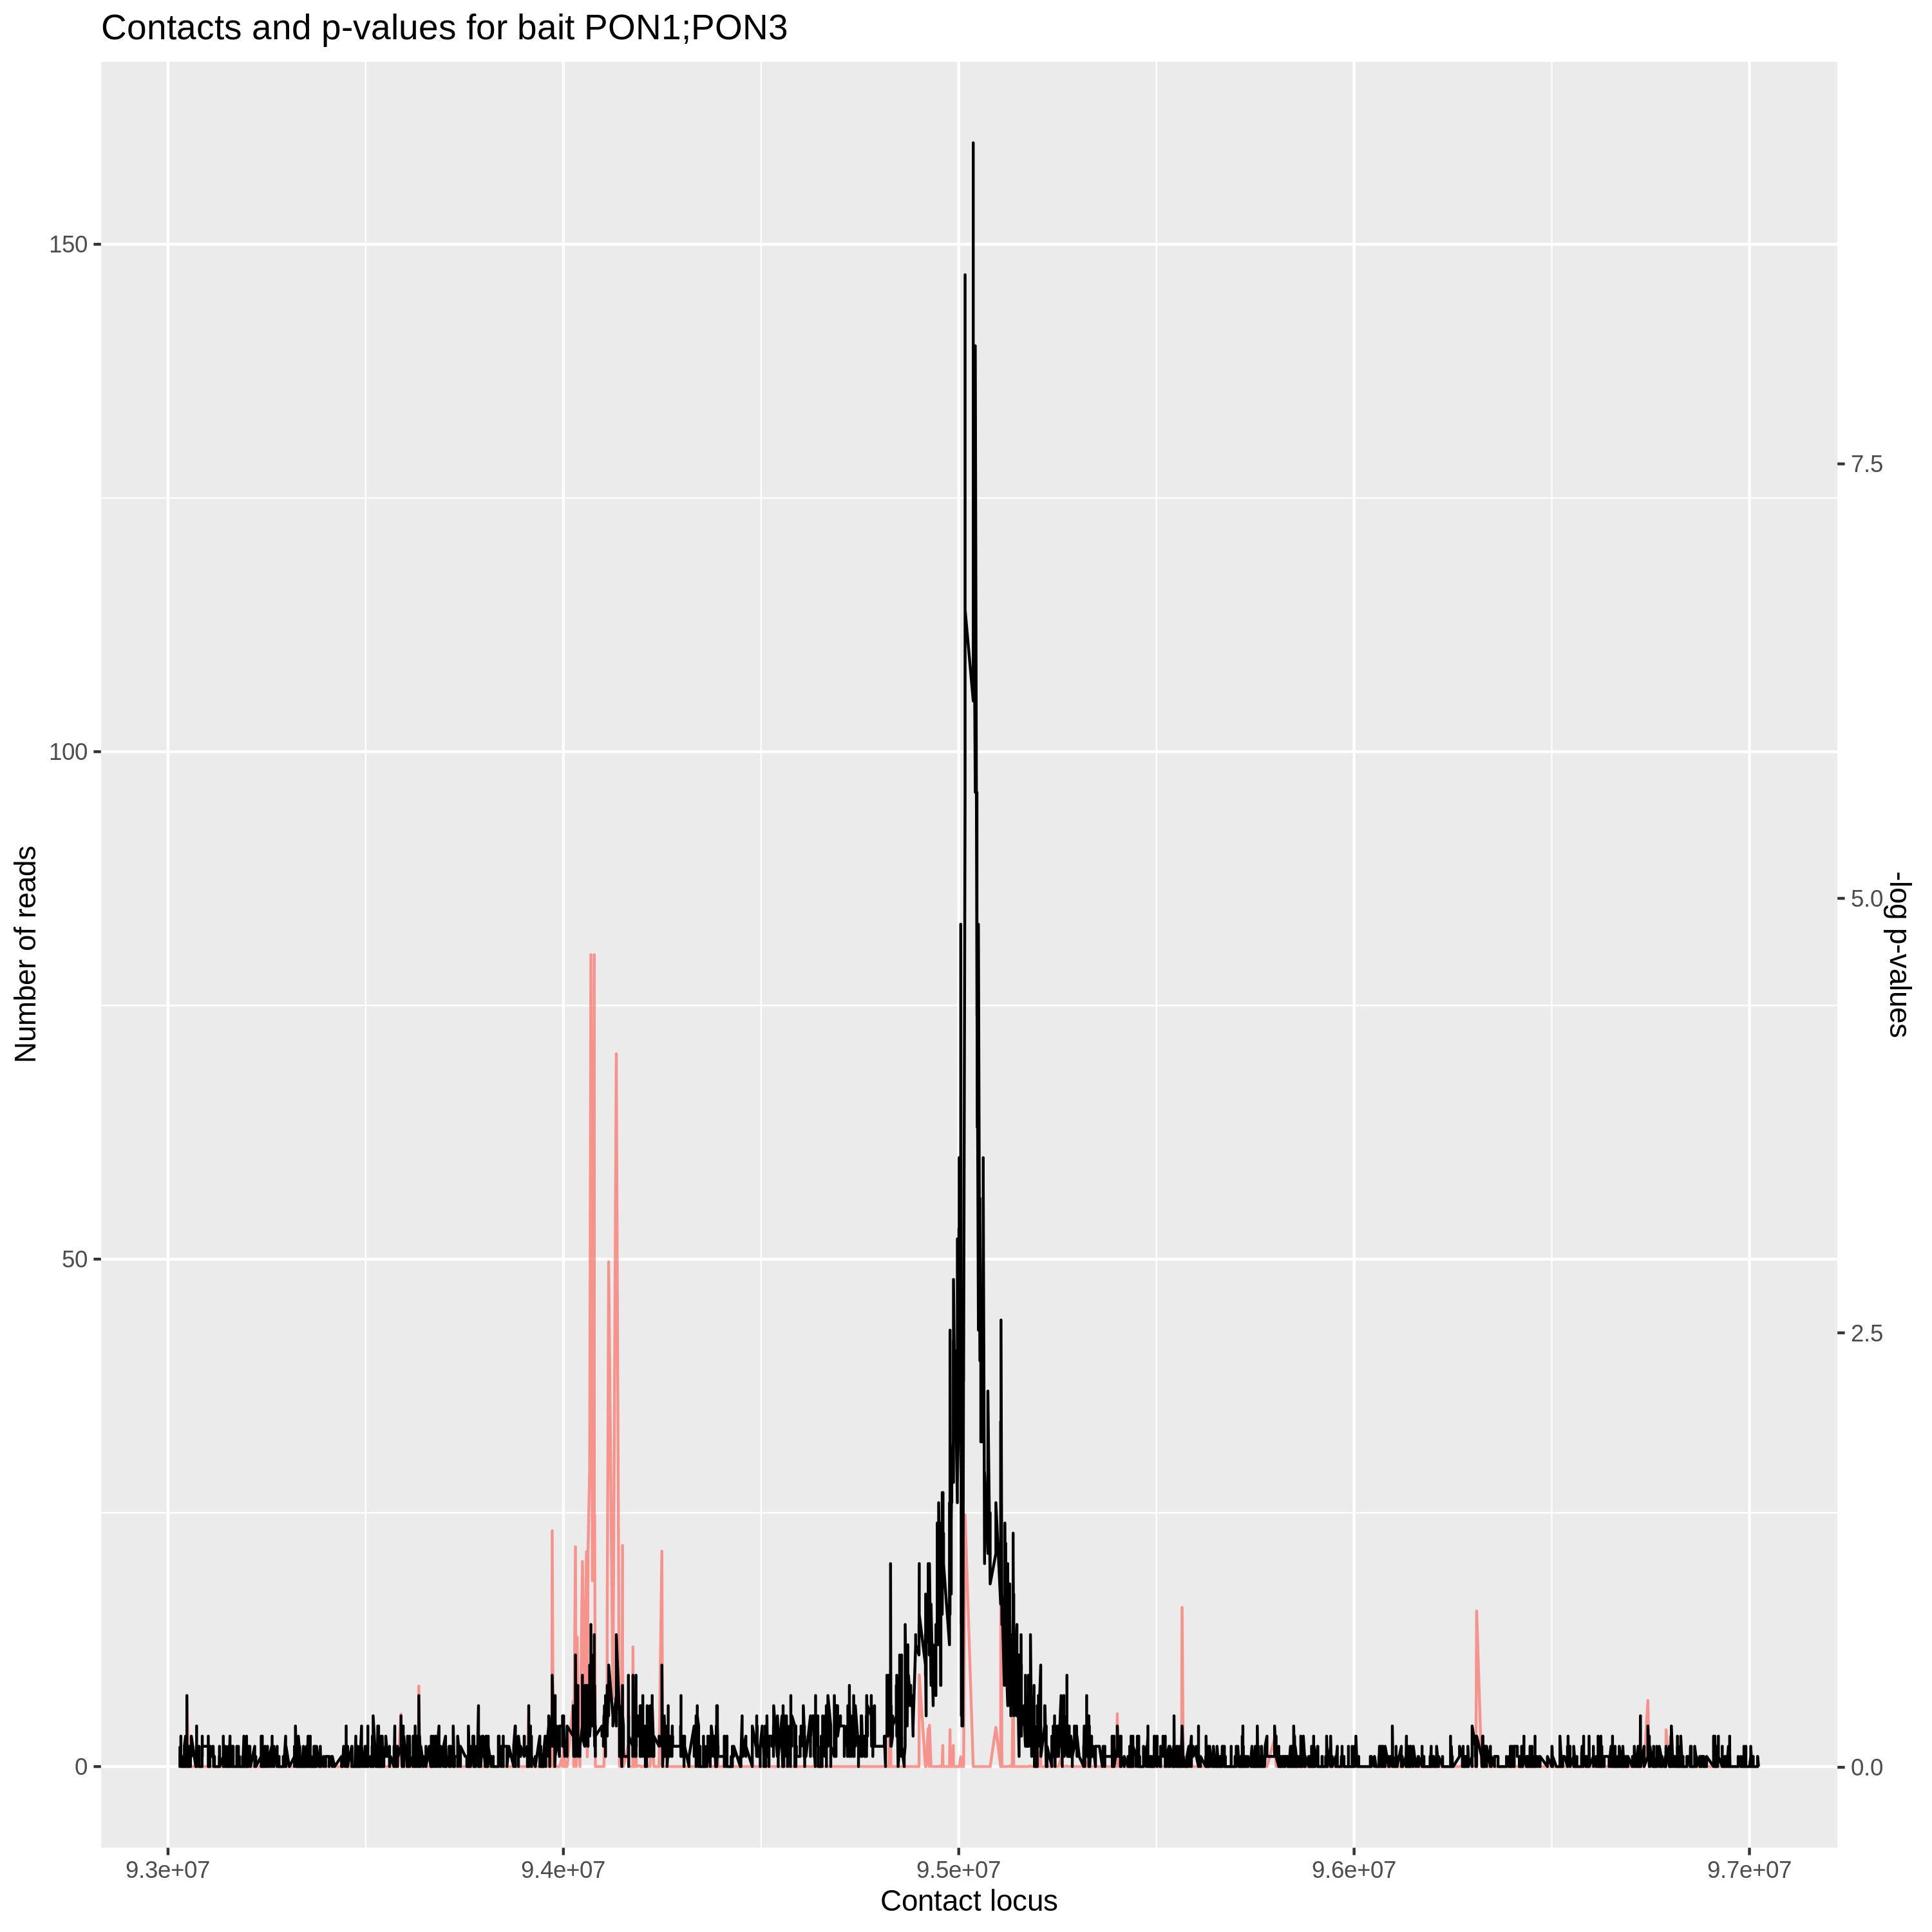 Contacts and p-values for bait PON1;PON3
150
100
50
0
Number of reads
7.5
5.0
2.5
0.0
-log p-values
9.3e+07
9.4e+07
9.5e+07
9.6e+07
9.7e+07
Contact locus